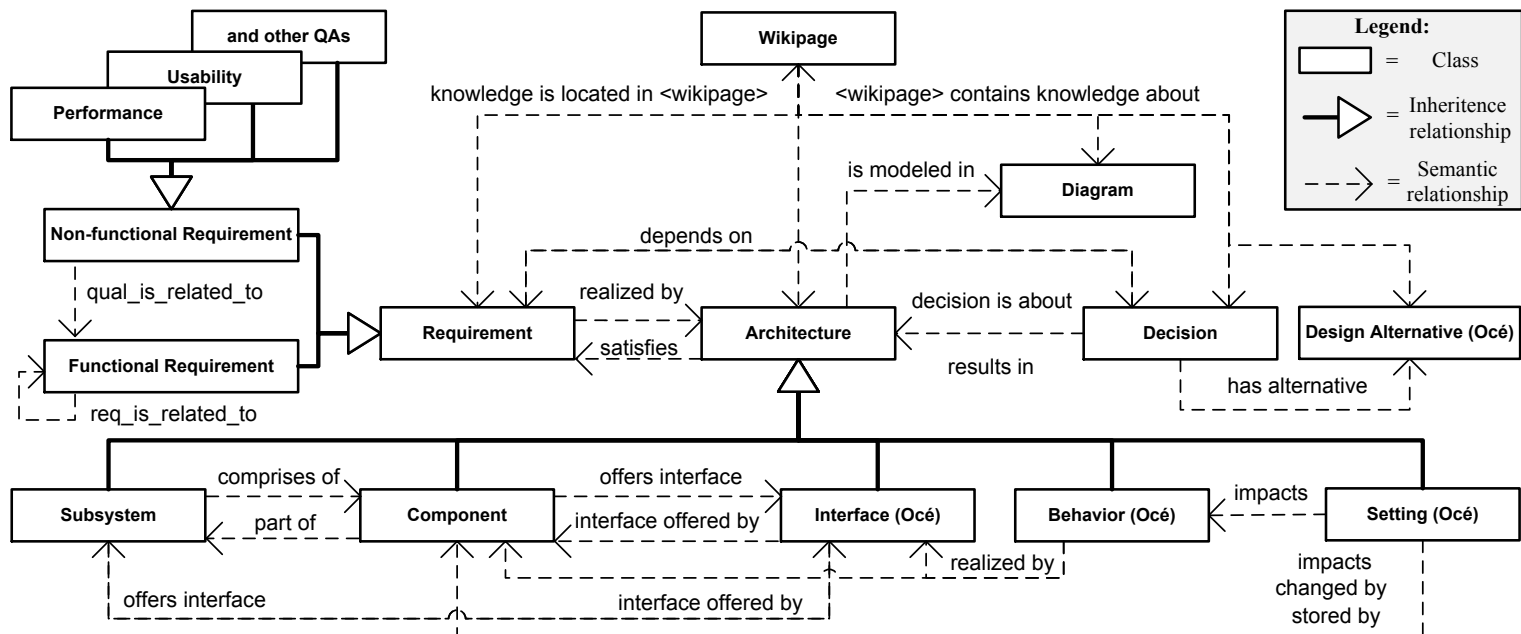 and other QAs
Usability
Performance
Wikipage
knowledge is located in <wikipage>
<wikipage> contains knowledge about
Legend:
= Class
= Inheritence
relationship
= Semantic
relationship
is modeled in
Diagram
Non-functional Requirement
depends on
qual_is_related_to
realized by
decision is about
Requirement
Architecture
Decision
Design Alternative (Océ)
Functional Requirement
satisfies
results in
has alternative
req_is_related_to
comprises of
offers interface
Subsystem
Component
Interface (Océ)
Behavior (Océ)
impacts
Setting (Océ)
part of
interface offered by
realized by
offers interface
interface offered by
impacts
changed by
stored by